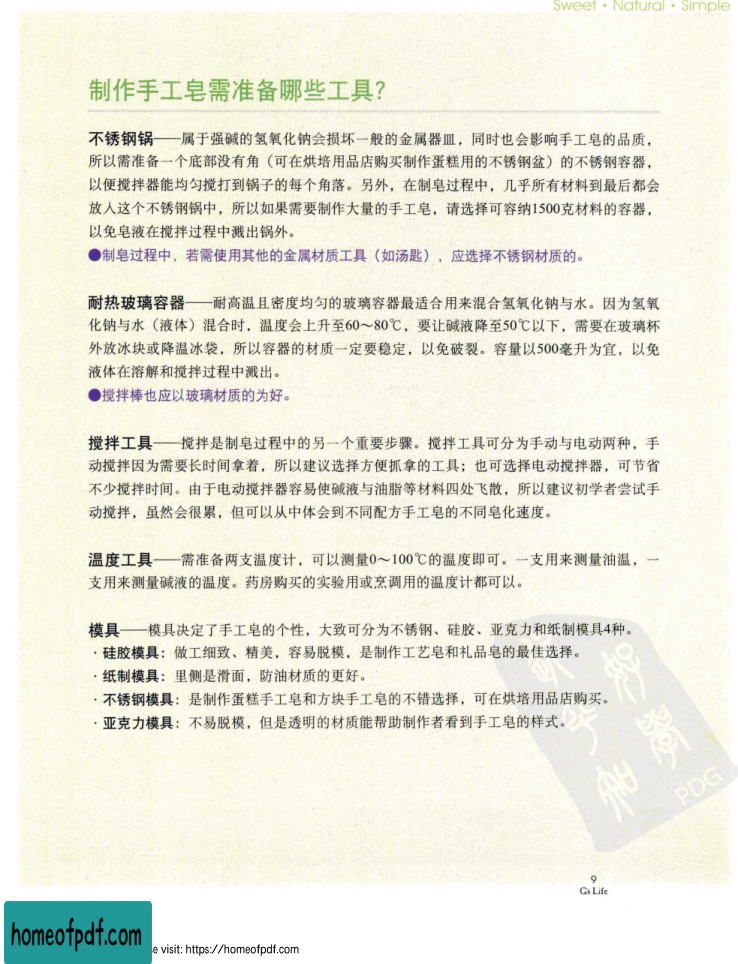 Sweet • Natural • Simple
制作手工皂需准备哪些工具?
不锈钢锅——属于强碱的氢氧化钠会损坏一般的金属器皿，同时也会影响手工皂的品质，
所以需准备一个底部没有角（可在烘培用品店购买制作蛋糕用的不锈钢盆）的不锈钢容器，
以便搅拌器能均匀搅打到锅子的每个角落。另外，在制皂过程中，几乎所有材料到最后都会
放入这个不锈钢锅中，所以如果需要制作大量的手工皂，请选择可容纳1500克材料的容器，
以免皂液在搅拌过程中溅出锅外。
●制皂过程中，若需使用其他的金属材质工具（如汤匙），应选择不锈钢材质的。
耐热玻璃容器——耐高温且密度均匀的玻璃容器最适合用来混合氢氧化钠与水。因为氢氧
化钠与水（液体）混合时，温度会上升至60～80℃，要让碱液降至50℃以下，需要在玻璃杯
外放冰块或降温冰袋，所以容器的材质一定要稳定，以免破裂。容量以500毫升为宜，以免
液体在溶解和搅拌过程中溅出。
●搅拌棒也应以玻璃材质的为好。
搅拌工具——搅拌是制皂过程中的另一个重要步骤。搅拌工具可分为手动与电动两种，手
动搅拌因为需要长时间拿着，所以建议选择方便抓拿的工具；也可选择电动搅拌器，可节省
不少搅拌时间。由于电动搅拌器容易使碱液与油脂等材料四处飞散，所以建议初学者尝试手
动搅拌，虽然会很累，但可以从中体会到不同配方手工皂的不同皂化速度。
温度工具——需准备两支温度计，可以测量0～100℃的温度即可。一支用来测量油温，一
支用来测量碱液的温度。药房购买的实验用或烹调用的温度计都可以。
模具——模具决定了手工皂的个性，大致可分为不锈钢、硅胶、亚克力和纸制模具4种。
·硅胶模具：做工细致、精美，容易脱模，是制作工艺皂和礼品皂的最佳选择。
·纸制模具：里侧是滑面，防油材质的更好。
·不锈钢模具：是制作蛋糕手工皂和方块手工皂的不错选择，可在烘培用品店购买。
·亚克力模具：不易脱模，但是透明的材质能帮助制作者看到手工皂的样式。
PDG
9
Gs Life
homeofpdf.com
e visit: https://homeofpdf.com